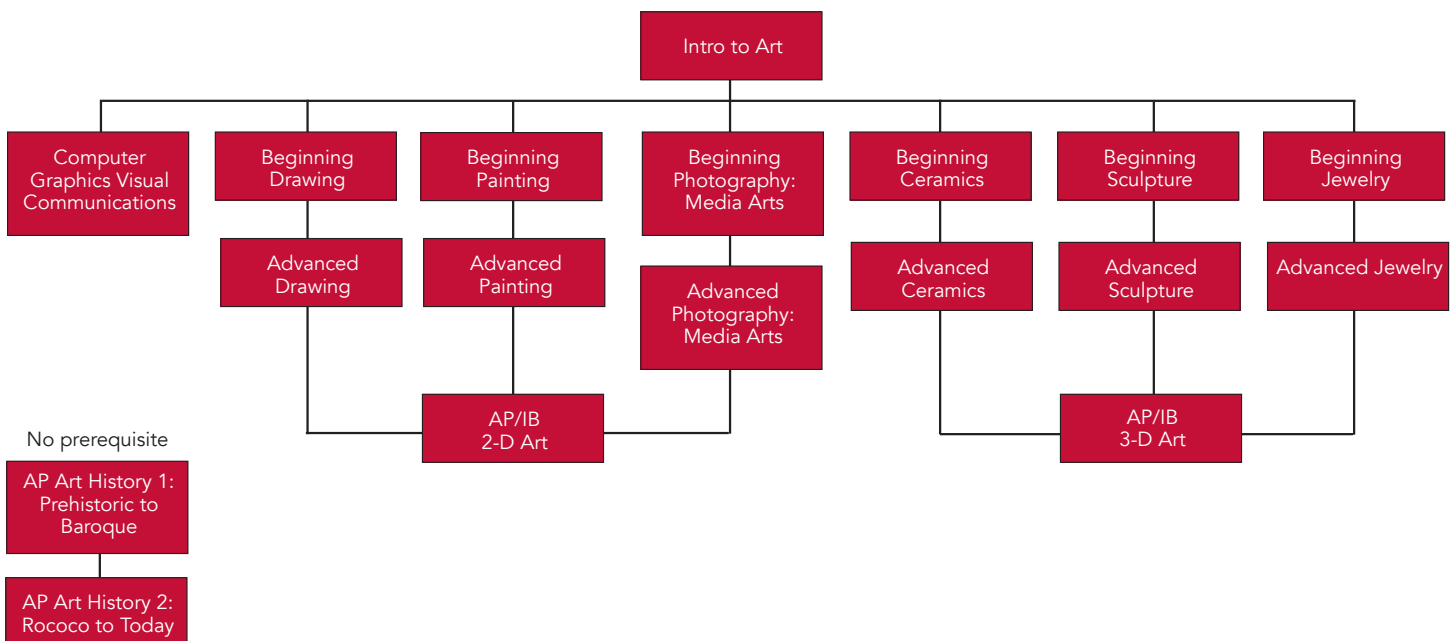 Intro to Art
Computer
Graphics Visual
Communications
Beginning
Drawing
Beginning
Painting
Beginning
Photography:
Media Arts
Beginning
Ceramics
Beginning
Sculpture
Beginning
Jewelry
Advanced
Drawing
Advanced
Painting
Advanced
Photography:
Media Arts
Advanced
Ceramics
Advanced
Sculpture
Advanced Jewelry
AP/IB
2-D Art
AP/IB
3-D Art
No prerequisite
AP Art History 1:
Prehistoric to
Baroque
AP Art History 2:
Rococo to Today